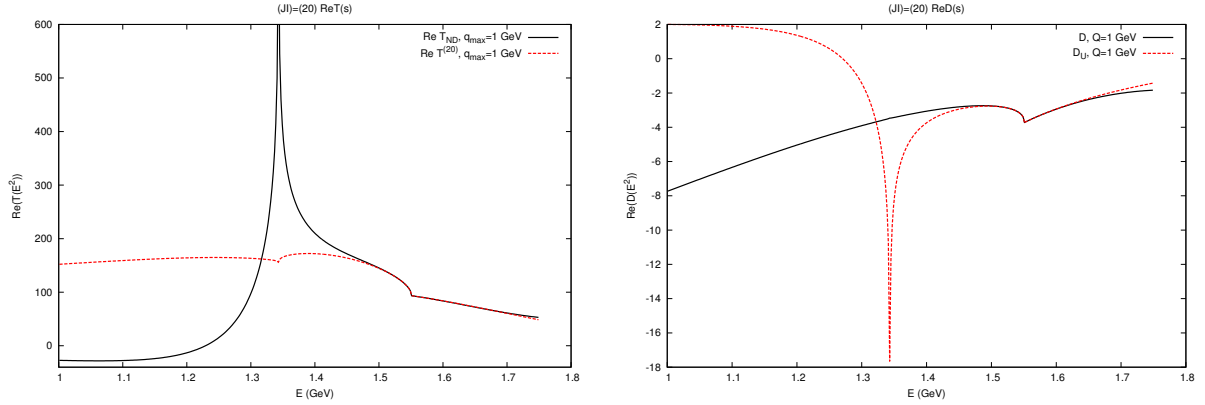 (JI)=(20) ReT(s)
Re T_ND, q_max=1 GeV
Re T^(20), q_max=1 GeV
Re(T(E^2))
600
500
400
300
200
100
0
1 1.1 1.2 1.3 1.4 1.5 1.6 1.7 1.8
E (GeV)
(JI)=(20) ReD(s)
D, Q=1 GeV
D_U, Q=1 GeV
Re(D(E^2))
2
0
-2
-4
-6
-8
-10
-12
-14
-16
-18
1 1.1 1.2 1.3 1.4 1.5 1.6 1.7 1.8
E (GeV)